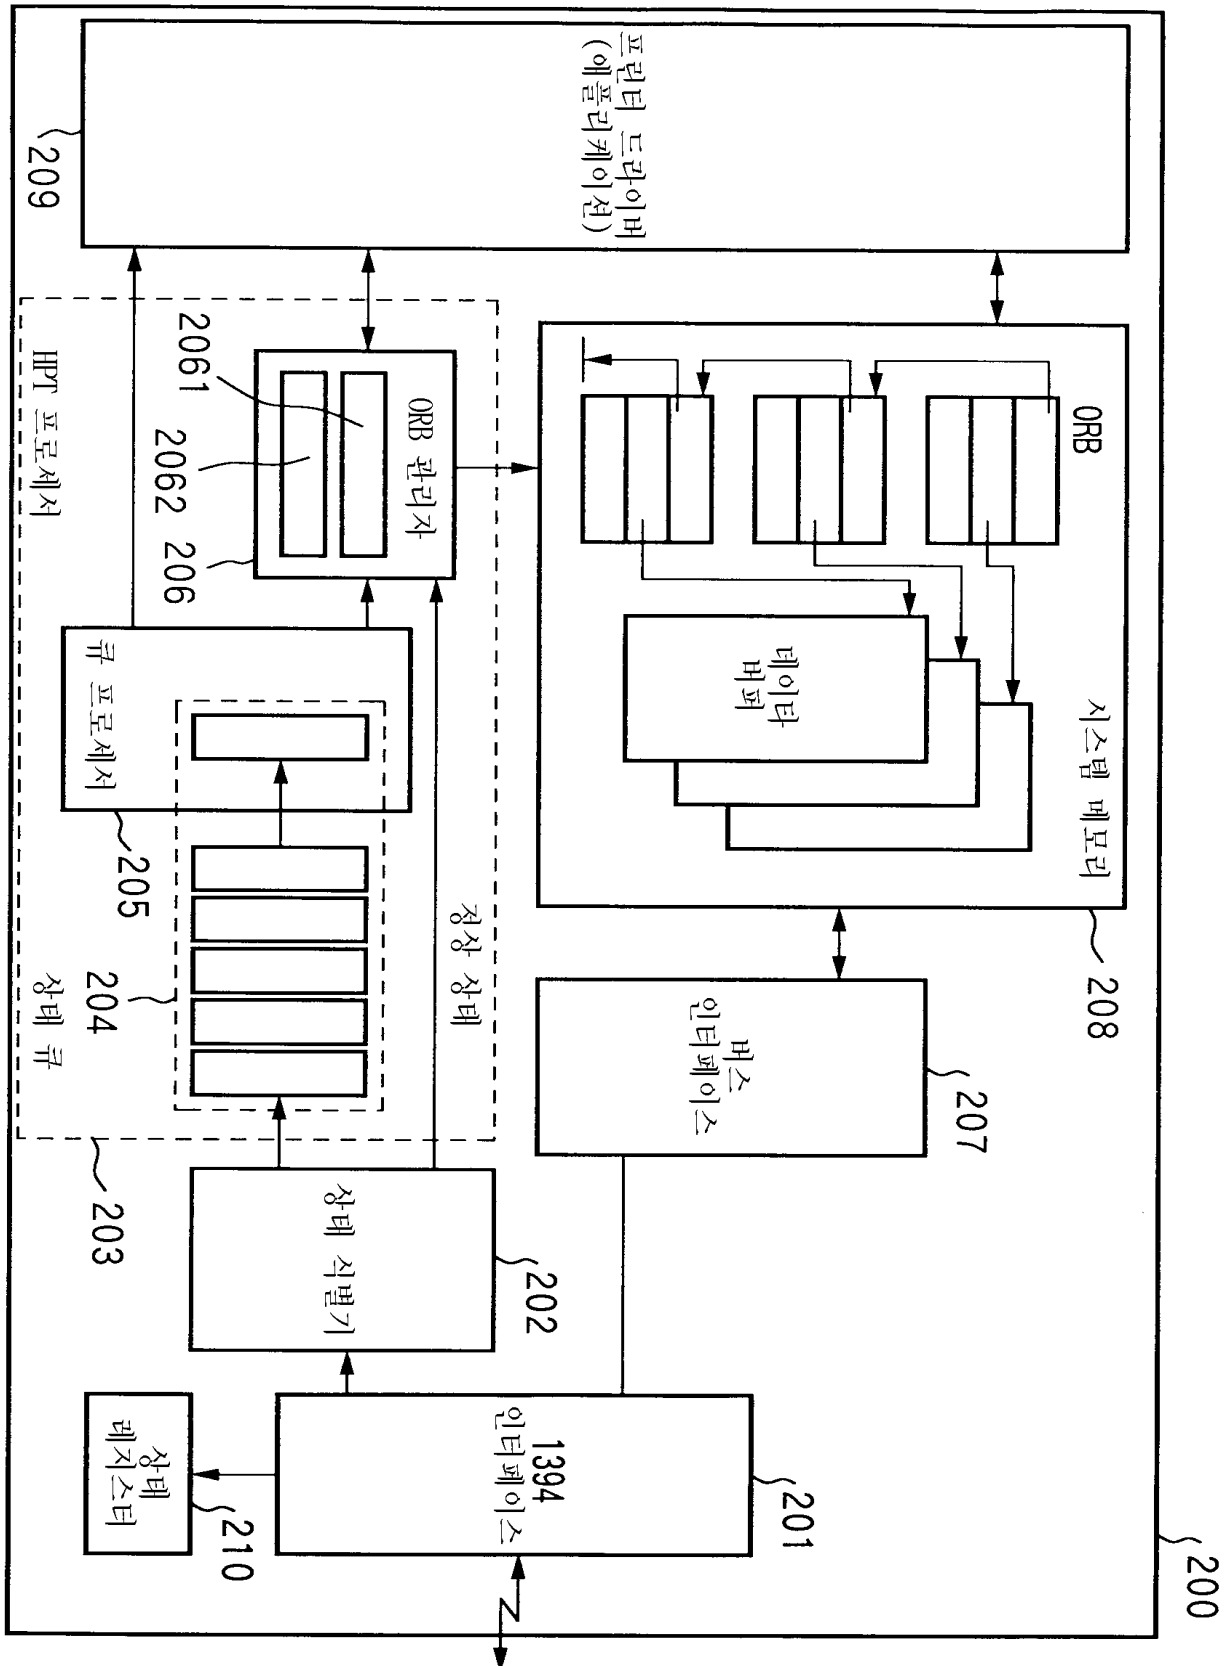 200
프린터 드라이버
(애플리케이션)
209
시스템 메모리
208
ORB
데이타
버퍼
버스
인터페이스
207
1394
인터페이스
201
ORB 관리자
2061
2062
206
정상 상태
상태 식별기
202
큐 프로세서
205
204
상태 큐
HPT 프로세서
203
상태
레지스터
210